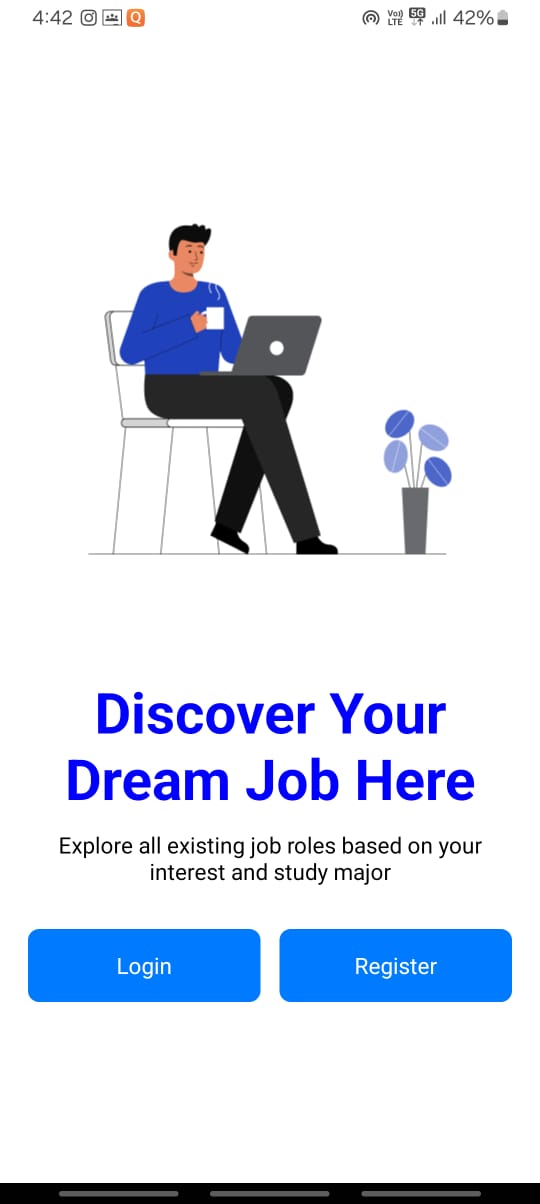 4:42 Q Vo)) LTE 5G 42%
Discover Your
Dream Job Here
Explore all existing job roles based on your
interest and study major
Login Register